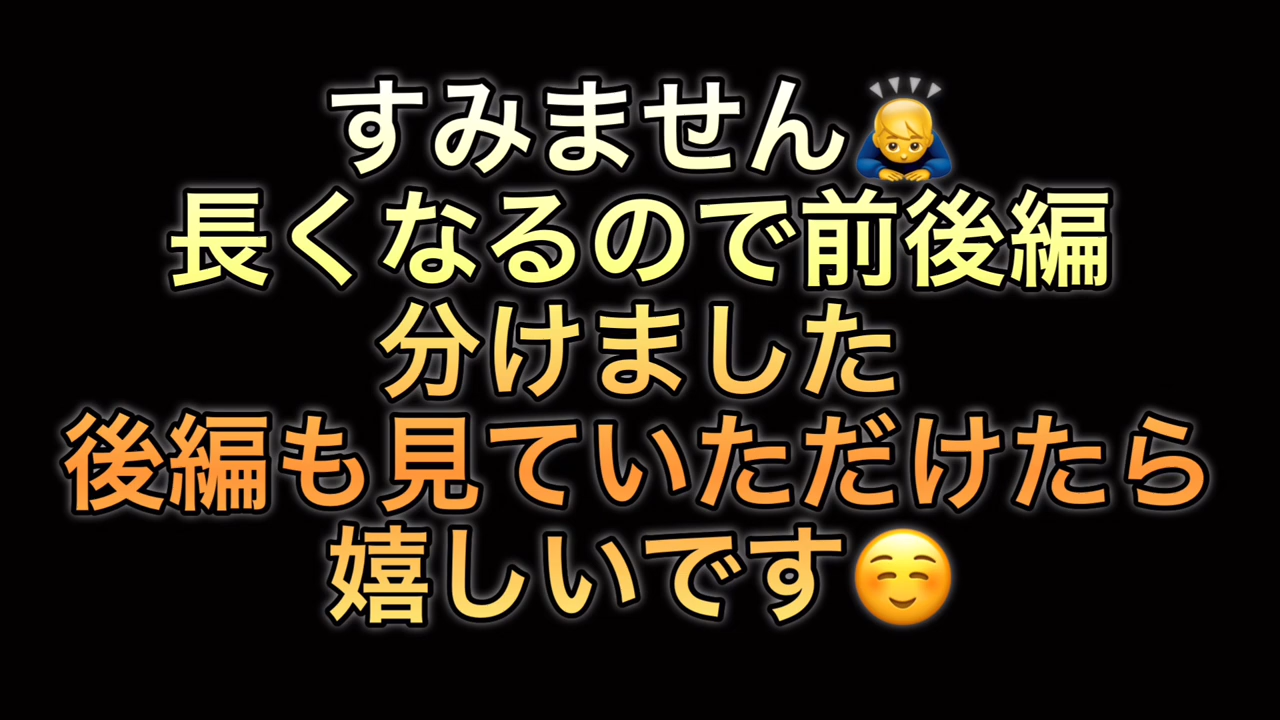 すみません🙇
長くなるので前後編
分けました
後編も見ていただけたら
嬉しいです☺️